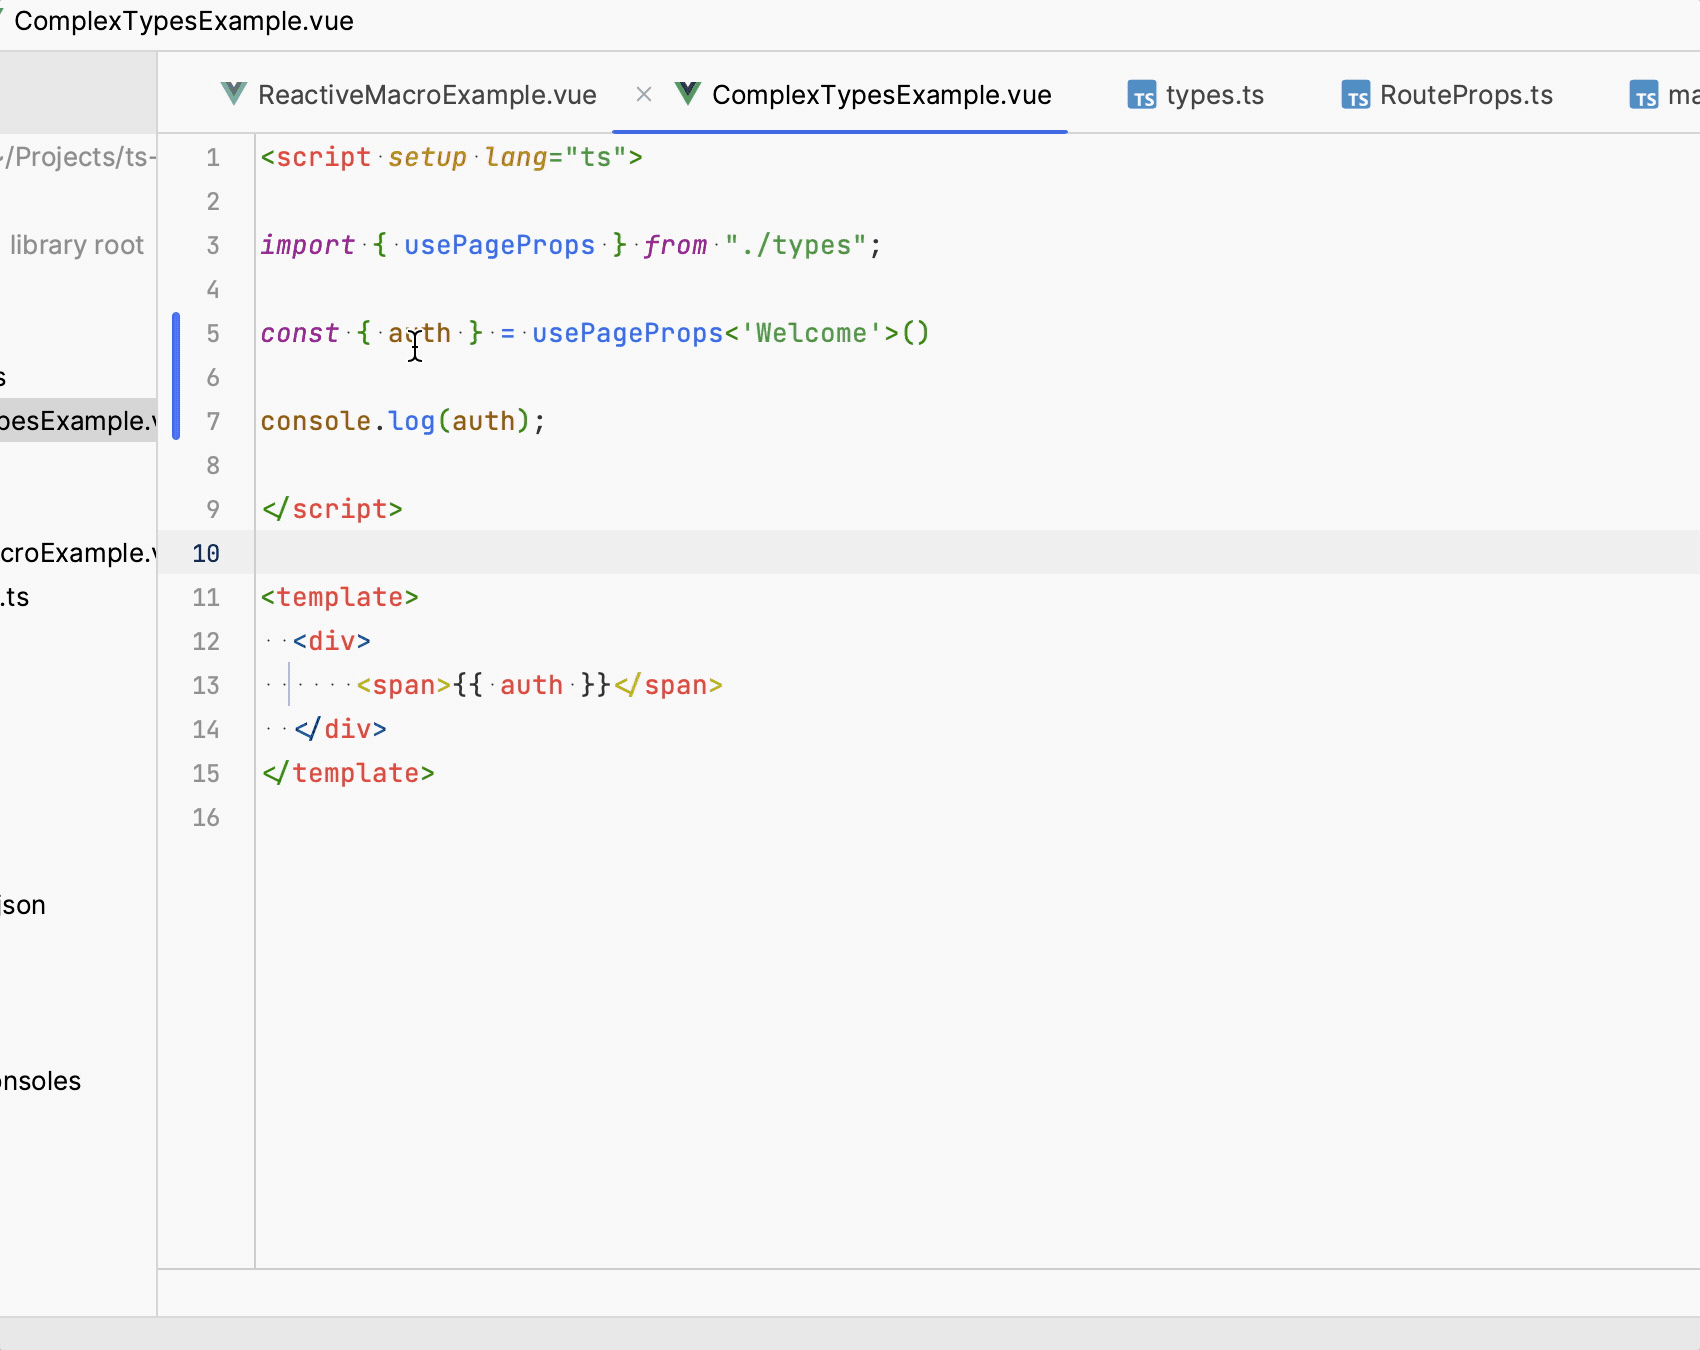 ComplexTypesExample.vue
ReactiveMacroExample.vue
ComplexTypesExample.vue
TS types.ts
TS RouteProps.ts
TS
/Projects/ts-
library root
s
pesExample.
croExample.
.ts
json
onsoles
1 <script setup lang="ts">
2
3 import { usePageProps } from "./types";
4
5 const { auth } = usePageProps<'Welcome'>()
6
7 console.log(auth);
8
9 </script>
10
11 <template>
12 <div>
13 <span>{{ auth }}</span>
14 </div>
15 </template>
16